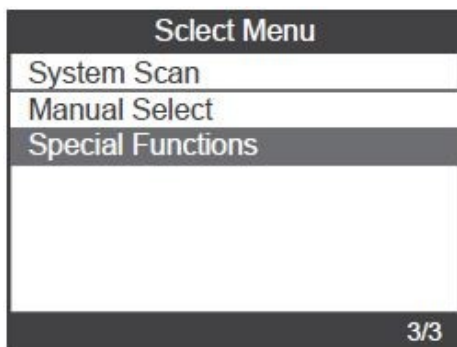 Sclect Menu
System Scan
Manual Select
Special Functions
3/3